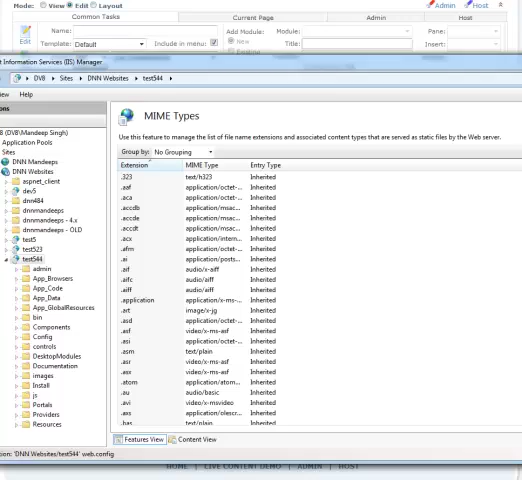 Mode: View Edit Layout Admin Host
Common Tasks Current Page Admin Host
Name: Add Module: Module: Pane:
Edit Template: Default Include in menu: New Title: Insert:
Information Services (IIS) Manager
DV8 Sites DNN Websites test544
Help
MIME Types
Use this feature to manage the list of file name extensions and associated content types that are served as static files by the Web server.
Group by: No Grouping
Extension MIME Type Entry Type
.323 text/h323 Inherited
.aaf application/octet-... Inherited
.aca application/octet-... Inherited
.accdb application/msac... Inherited
.accde application/msac... Inherited
.accdt application/msac... Inherited
.acx application/intern... Inherited
.afm application/octet-... Inherited
.ai application/posts... Inherited
.aif audio/x-aiff Inherited
.aifc audio/aiff Inherited
.aiff audio/aiff Inherited
.application application/x-ms-... Inherited
.art image/x-jg Inherited
.asd application/octet-... Inherited
.asf video/x-ms-asf Inherited
.asi application/octet-... Inherited
.asm text/plain Inherited
.asr video/x-ms-asf Inherited
.asx video/x-ms-asf Inherited
.atom application/atom... Inherited
.au audio/basic Inherited
.avi video/x-msvideo Inherited
.axs application/olescr... Inherited
.bas text/plain Inherited
(DV8\Mandeep Singh)
Application Pools
Sites
DNN Mandeeps
DNN Websites
aspnet_client
dev5
dnn484
dnnmandeeps
dnnmandeeps - 4.x
dnnmandeeps - OLD
test5
test523
test544
admin
App_Browsers
App_Code
App_Data
App_GlobalResources
bin
Components
Config
controls
DesktopModules
Documentation
images
Install
js
Portals
Providers
Resources
Features View Content View
'DNN Websites/test544' web.config
HOME | LIVE CONTENT DEMO | ADMIN | HOST